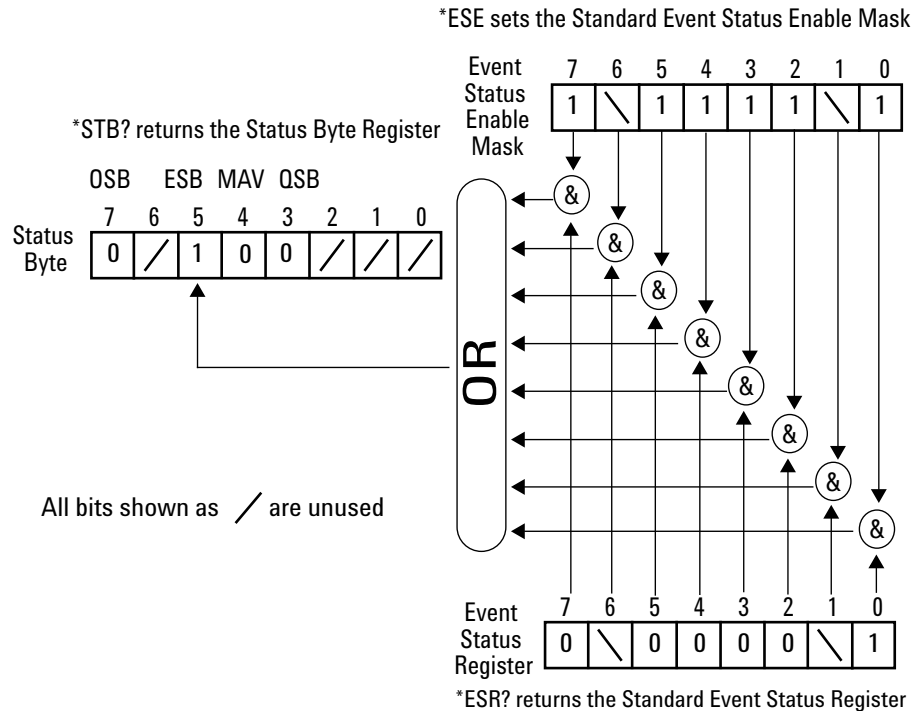 *ESE sets the Standard Event Status Enable Mask
Event Status Enable Mask
7 6 5 4 3 2 1 0
1 \ 1 1 1 1 \ 1
*STB? returns the Status Byte Register
OSB ESB MAV QSB
7 6 5 4 3 2 1 0
Status Byte
0 / 1 0 0 / / /
&
&
&
&
&
&
&
&
OR
All bits shown as / are unused
Event Status Register
7 6 5 4 3 2 1 0
0 \ 0 0 0 0 \ 1
*ESR? returns the Standard Event Status Register